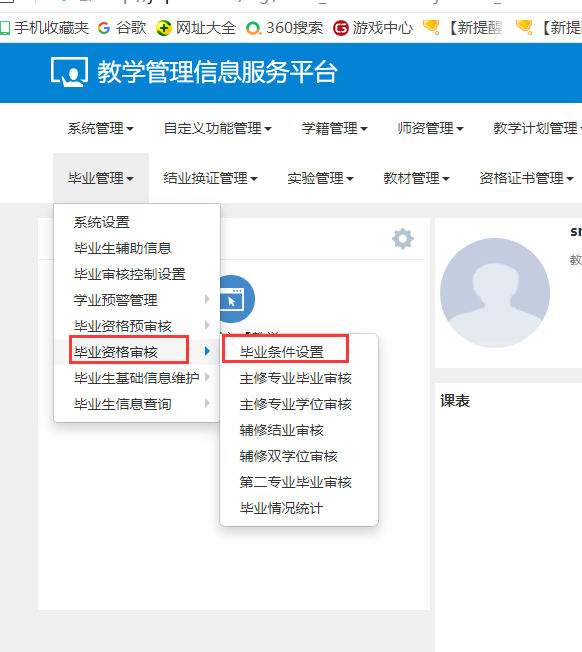 手机收藏夹 谷歌 网址大全 360搜索 游戏中心 【新提醒 【新提
教学管理信息服务平台
系统管理 自定义功能管理 学籍管理 师资管理 教学计划管理
毕业管理 结业换证管理 实验管理 教材管理 资格证书管理
系统设置
毕业生辅助信息
毕业审核控制设置
学业预警管理
毕业资格预审核
毕业资格审核
毕业生基础信息维护
毕业生信息查询
毕业条件设置
主修专业毕业审核
主修专业学位审核
辅修结业审核
辅修双学位审核
第二专业毕业审核
毕业情况统计
教
课表